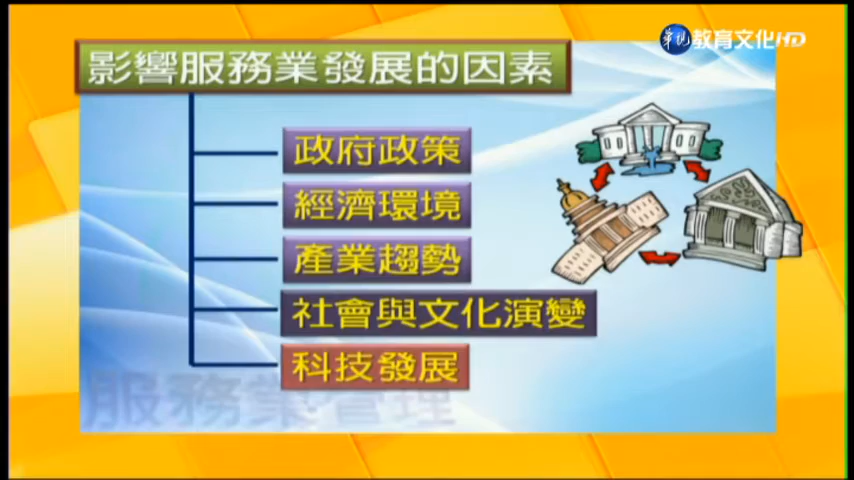 華視 教育文化HD
影響服務業發展的因素
政府政策
經濟環境
產業趨勢
社會與文化演變
科技發展
服務業管理